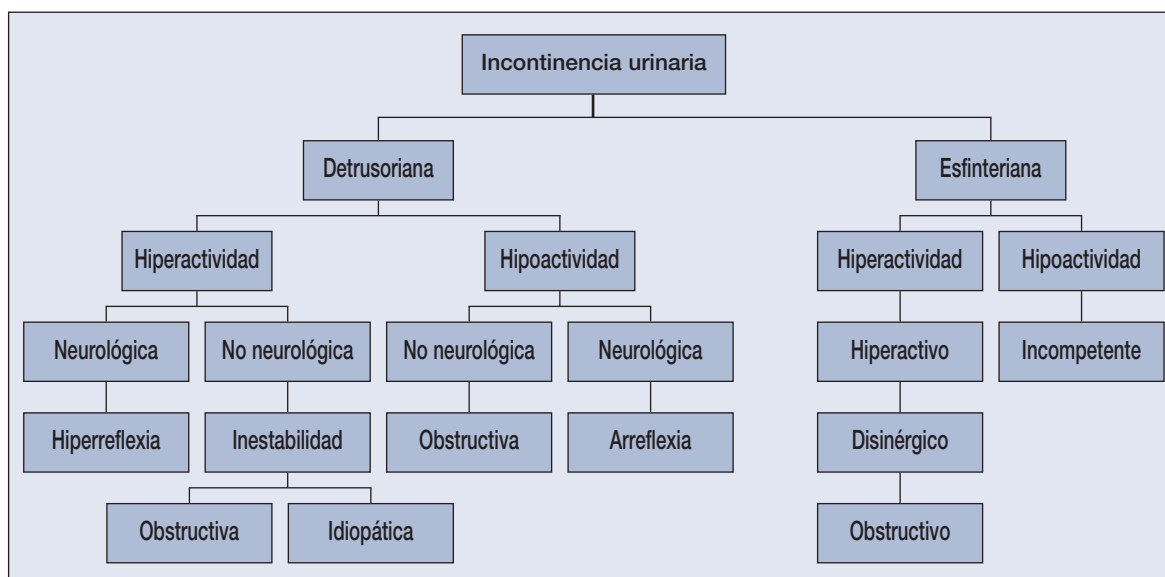 Incontinencia urinaria
Detrusoriana
Esfinteriana
Hiperactividad
Hipoactividad
Hiperactividad
Hipoactividad
Neurológica
No neurológica
No neurológica
Neurológica
Hiperactivo
Incompetente
Hiperreflexia
Inestabilidad
Obstructiva
Arreflexia
Disinérgico
Obstructiva
Idiopática
Obstructivo